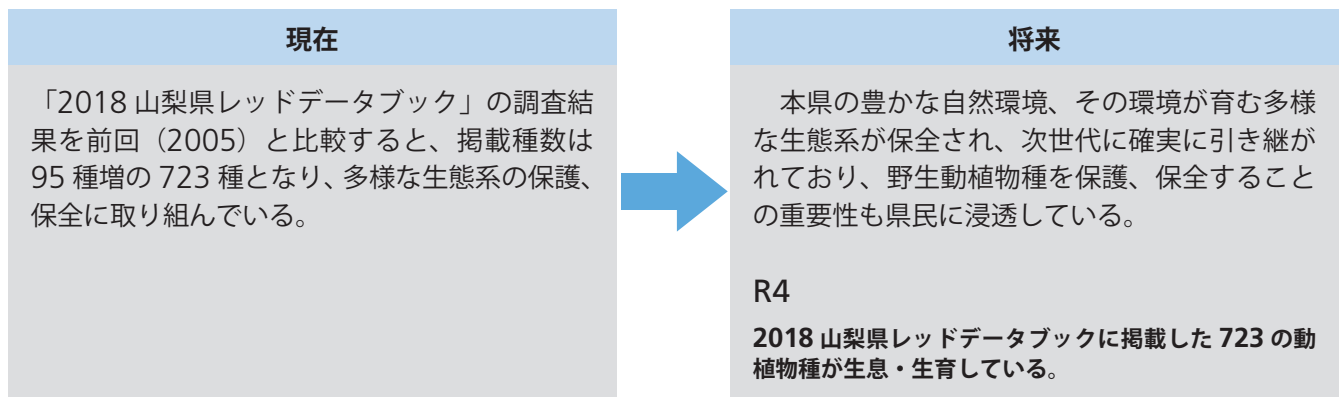 現在
「2018 山梨県レッドデータブック」の調査結
果を前回（2005）と比較すると、掲載種数は
95 種増の 723 種となり、多様な生態系の保護、
保全に取り組んでいる。
将来
　本県の豊かな自然環境、その環境が育む多様
な生態系が保全され、次世代に確実に引き継が
れており、野生動植物種を保護、保全すること
の重要性も県民に浸透している。
R4
2018 山梨県レッドデータブックに掲載した 723 の動
植物種が生息・生育している。